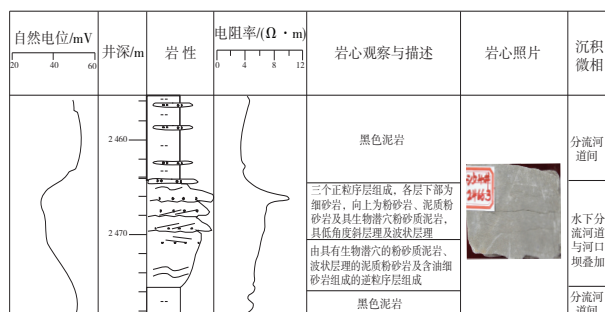 自然电位/mV
20 60
井深/m
岩 性
电阻率/(Ω·m)
0 4 8 12
岩心观察与描述
岩心照片
沉积
微相
2 460
2 470
黑色泥岩
三个正粒序层组成，各层下部为
细砂岩，向上为粉砂岩、泥质粉
砂岩及具生物潜穴粉砂质泥岩，
具低角度斜层理及波状层理
由具有生物潜穴的粉砂质泥岩、
波状层理的泥质粉砂岩及含油细
砂岩组成的逆粒序层组成
黑色泥岩
分流河
道间
水下分
流河道
与河口
坝叠加
分流河
道间